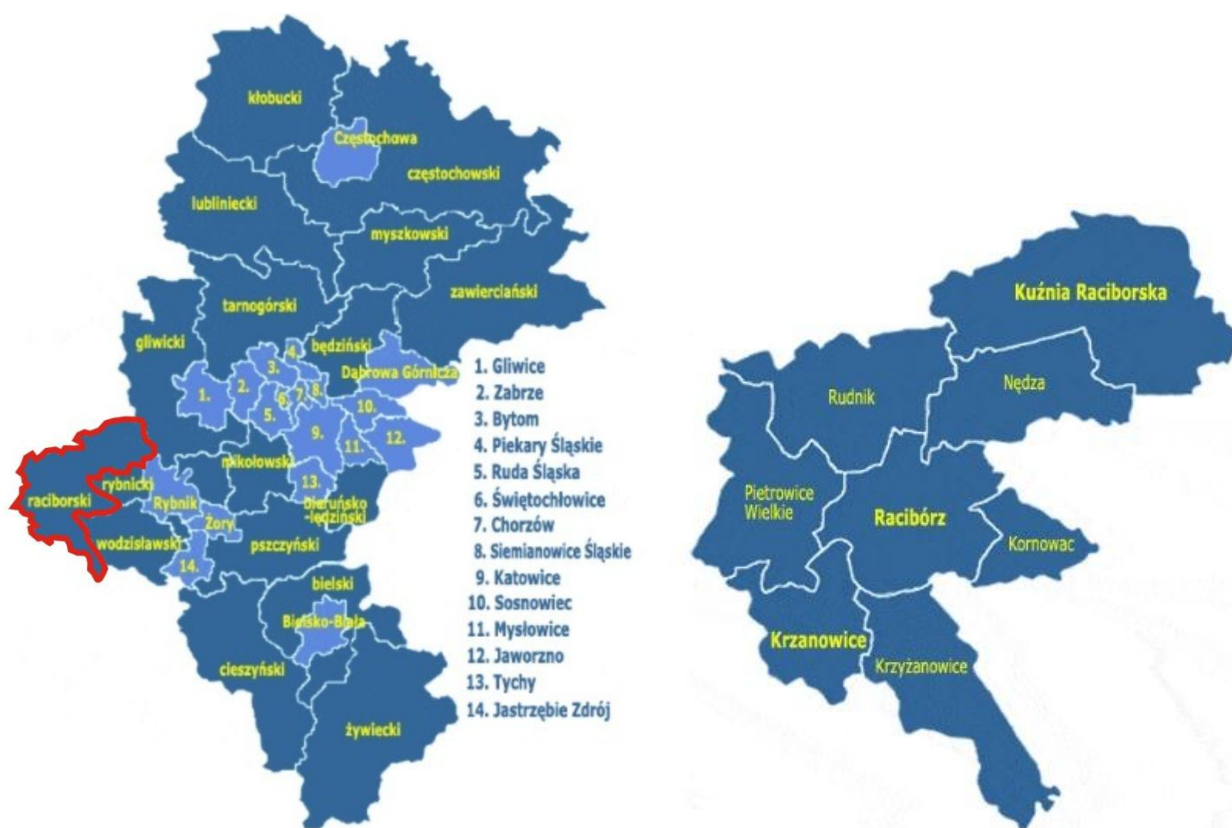 kłobucki
Częstochowa
częstochowski
lubliniecki
myszkowski
zawierciański
tarnogórski
gliwicki
będziński
Dąbrowa Górnicza
1.
2.
3.
4.
5.
6.
7.
8.
9.
10.
11.
12.
13.
14.
mikołowski
rybnicki
raciborski
Rybnik
Żory
bieruńsko
-lędziński
wodzisławski
pszczyński
bielski
Bielsko-Biała
cieszyński
żywiecki
1. Gliwice
2. Zabrze
3. Bytom
4. Piekary Śląskie
5. Ruda Śląska
6. Świętochłowice
7. Chorzów
8. Siemianowice Śląskie
9. Katowice
10. Sosnowiec
11. Mysłowice
12. Jaworzno
13. Tychy
14. Jastrzębie Zdrój
Kuźnia Raciborska
Rudnik
Nędza
Pietrowice
Wielkie
Racibórz
Kornowac
Krzanowice
Krzyżanowice